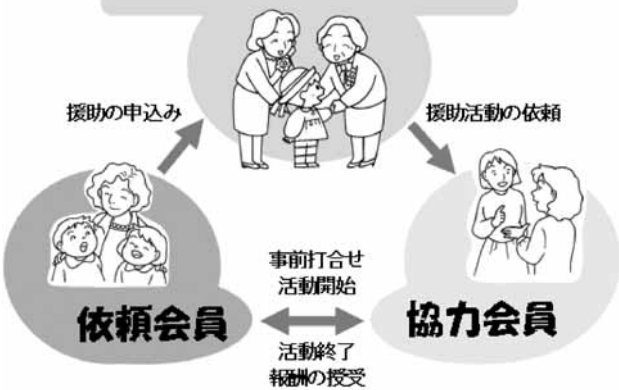 援助の申込み
援助活動の依頼
事前打合せ
活動開始
依頼会員
協力会員
活動終了
報酬の授受